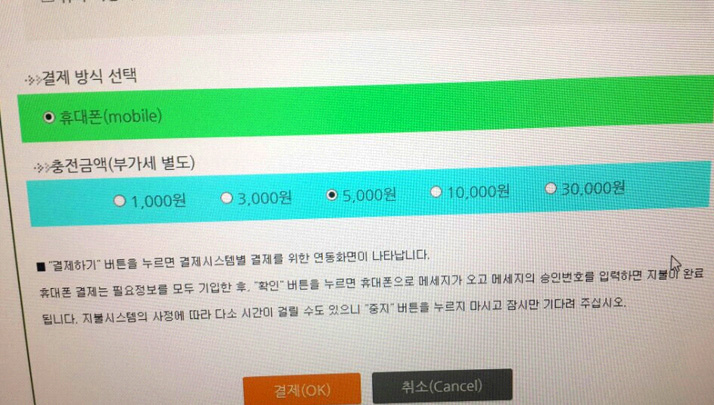 결제 방식 선택
휴대폰(mobile)
충전금액(부가세 별도)
1,000원 3,000원 5,000원 10,000원 30,000원
■ "결제하기" 버튼을 누르면 결제시스템별 결제를 위한 연동화면이 나타납니다.
휴대폰 결제는 필요정보를 모두 기입한 후, "확인" 버튼을 누르면 휴대폰으로 메세지가 오고 메세지의 승인번호를 입력하면 지불이 완료
됩니다. 지불시스템의 사정에 따라 다소 시간이 걸릴 수도 있으니 "중지" 버튼을 누르지 마시고 잠시만 기다려 주십시오.
결제(OK) 취소(Cancel)